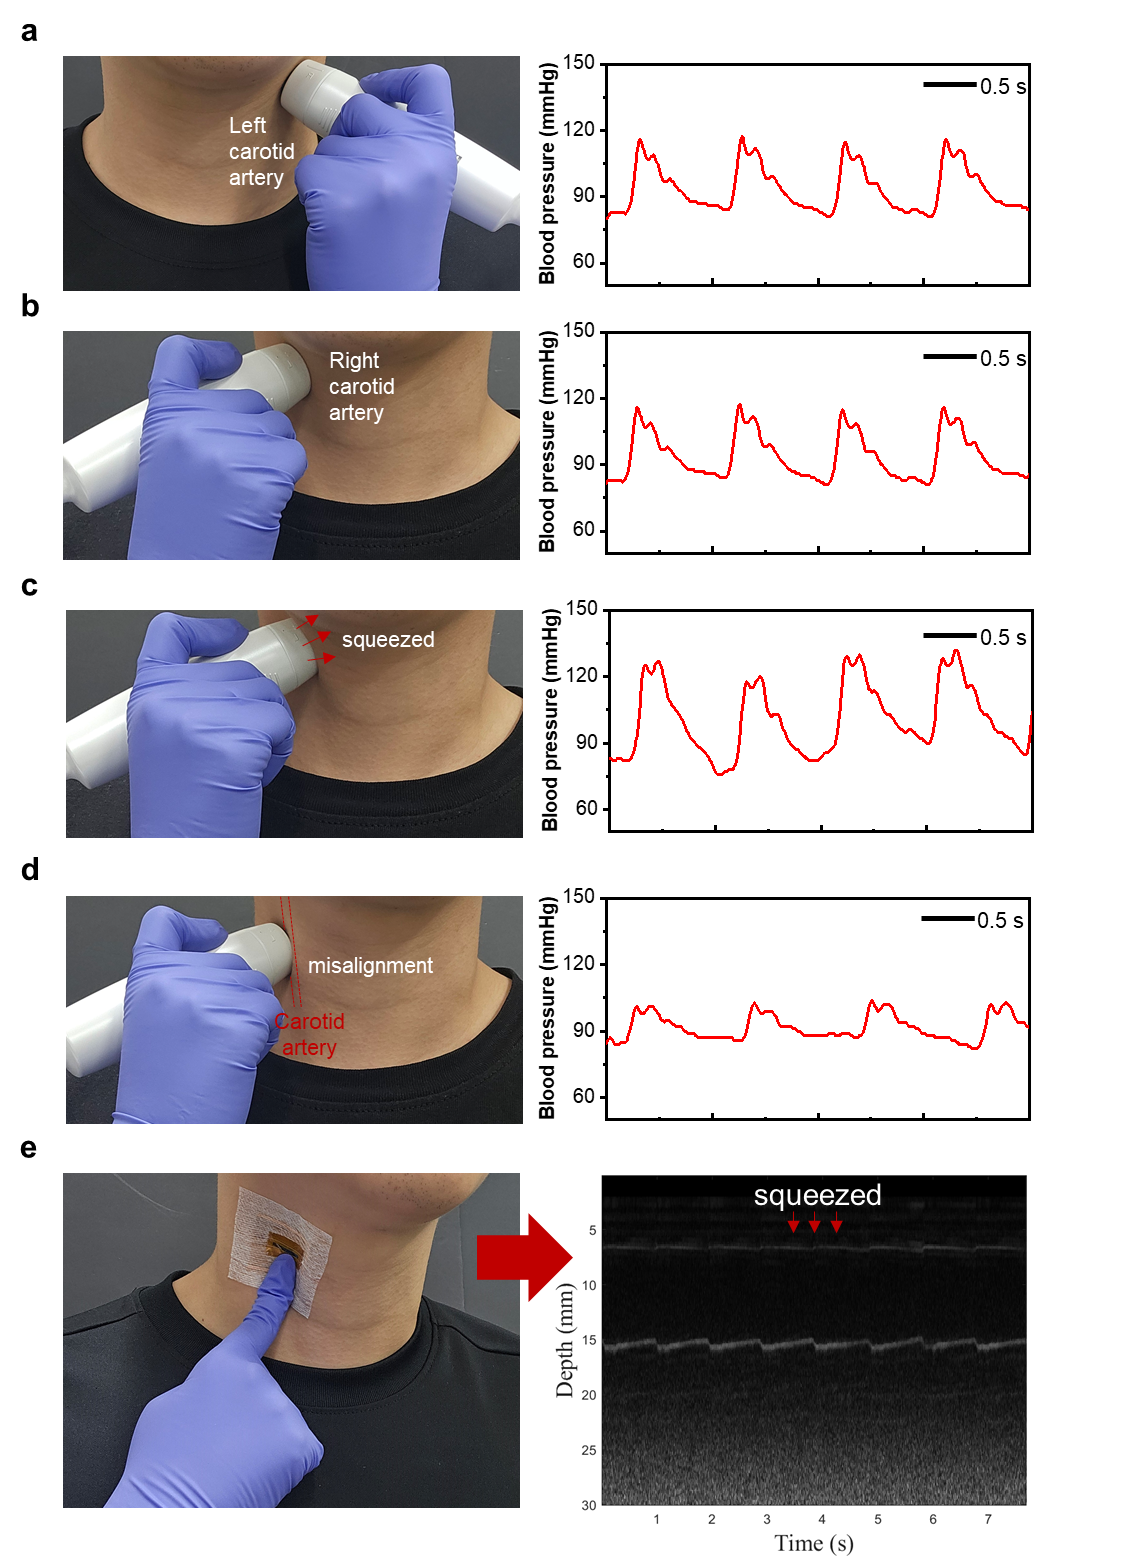 a
Left
carotid
artery
Blood pressure (mmHg)
150
120
90
60
0.5 s
b
Right
carotid
artery
Blood pressure (mmHg)
150
120
90
60
0.5 s
c
squeezed
Blood pressure (mmHg)
150
120
90
60
0.5 s
d
misalignment
Carotid
artery
Blood pressure (mmHg)
150
120
90
60
0.5 s
e
squeezed
Depth (mm)
5
10
15
20
25
30
1 2 3 4 5 6 7
Time (s)